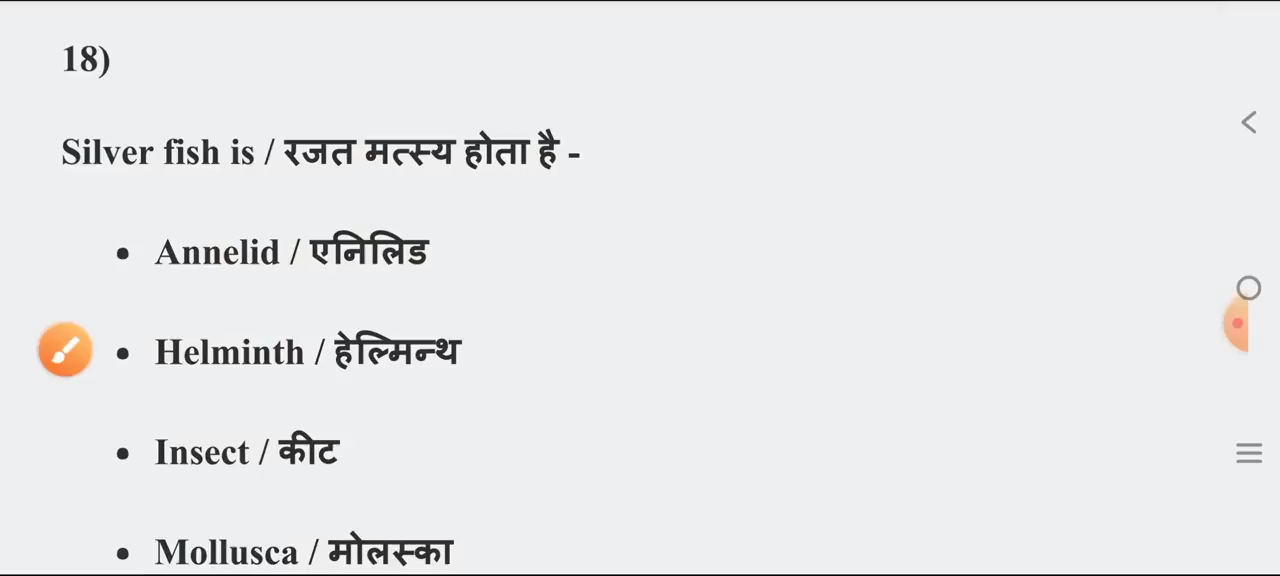 18)
Silver fish is / रजत मत्स्य होता है -
• Annelid / एनिलिड
• Helminth / हेल्मिन्थ
• Insect / कीट
• Mollusca / मोलस्का